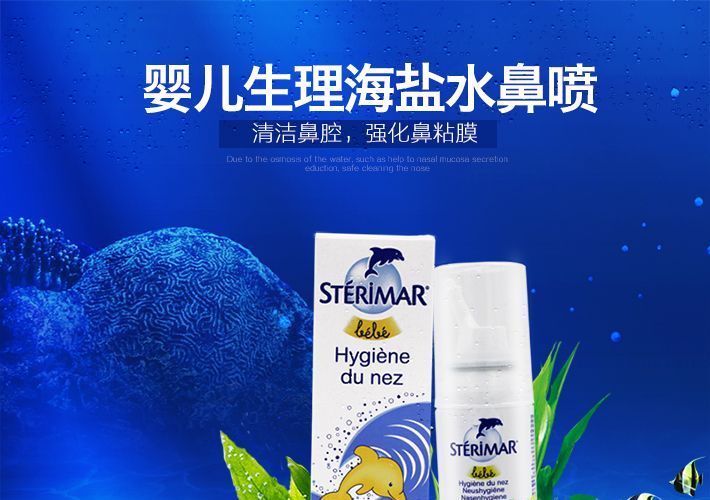 婴儿生理海盐水鼻喷
清洁鼻腔，强化鼻粘膜
Due to the osmosis of the water, such as help to nasal mucosa secretion
eduction, safe cleaning the nose
STÉRIMAR®
bébé
Hygiène
du nez
STÉRIMAR
bébé
Hygiène du nez
Neushygiëne
Nasenhygiene